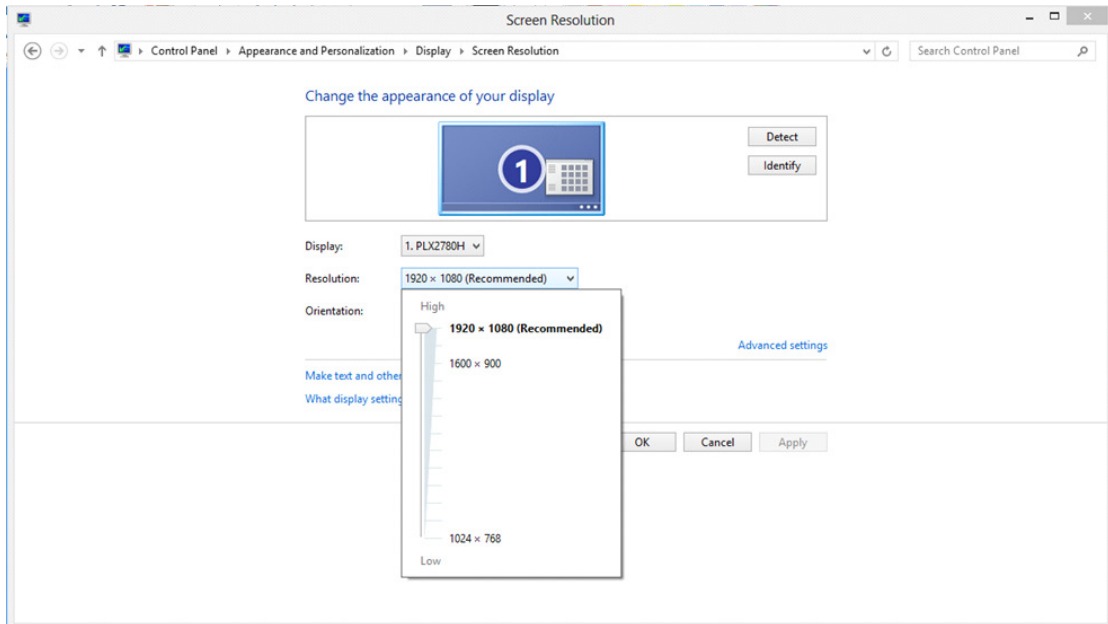 Screen Resolution
Control Panel Appearance and Personalization Display Screen Resolution
Search Control Panel
Change the appearance of your display
1
Detect
Identify
Display: 1. PLX2780H
Resolution: 1920 × 1080 (Recommended)
Orientation:
High
1920 × 1080 (Recommended)
1600 × 900
1024 × 768
Low
Advanced settings
Make text and other
What display setting
OK Cancel Apply